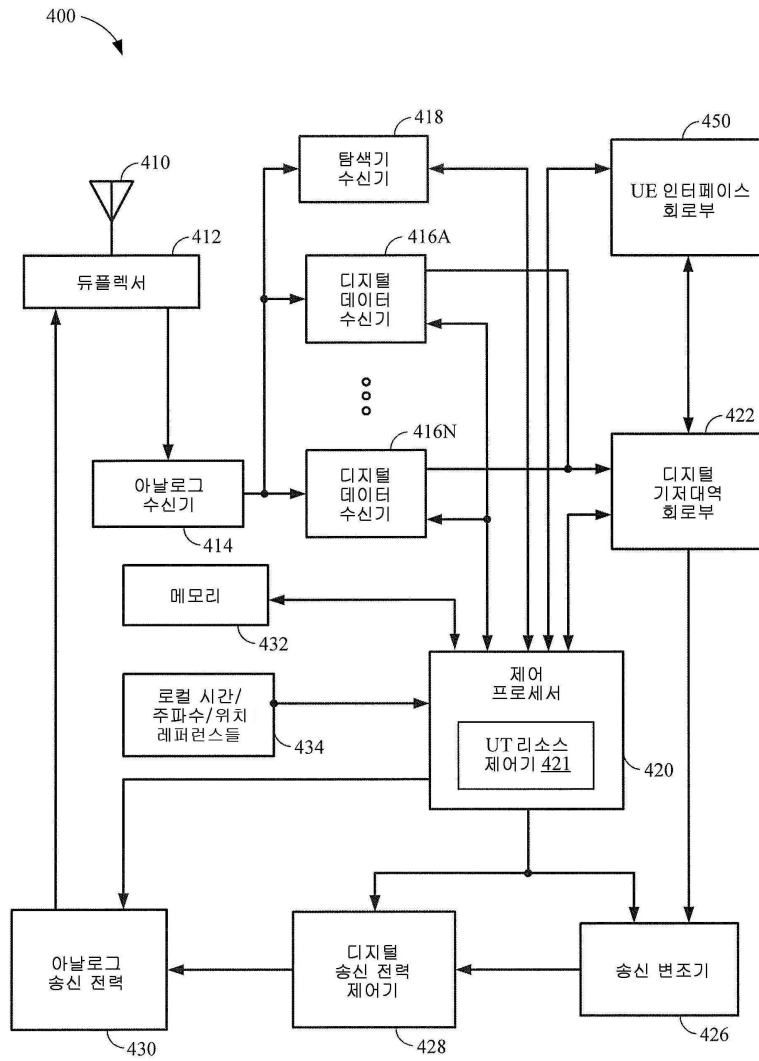 400
418
탐색기
수신기
450
UE 인터페이스
회로부
410
412
듀플렉서
416A
디지털
데이터
수신기
416N
디지털
데이터
수신기
422
디지털
기저대역
회로부
아날로그
수신기
414
메모리
432
로컬 시간/
주파수/위치
레퍼런스들
434
제어
프로세서
UT 리소스
제어기 421
420
아날로그
송신 전력
430
디지털
송신 전력
제어기
428
송신 변조기
426